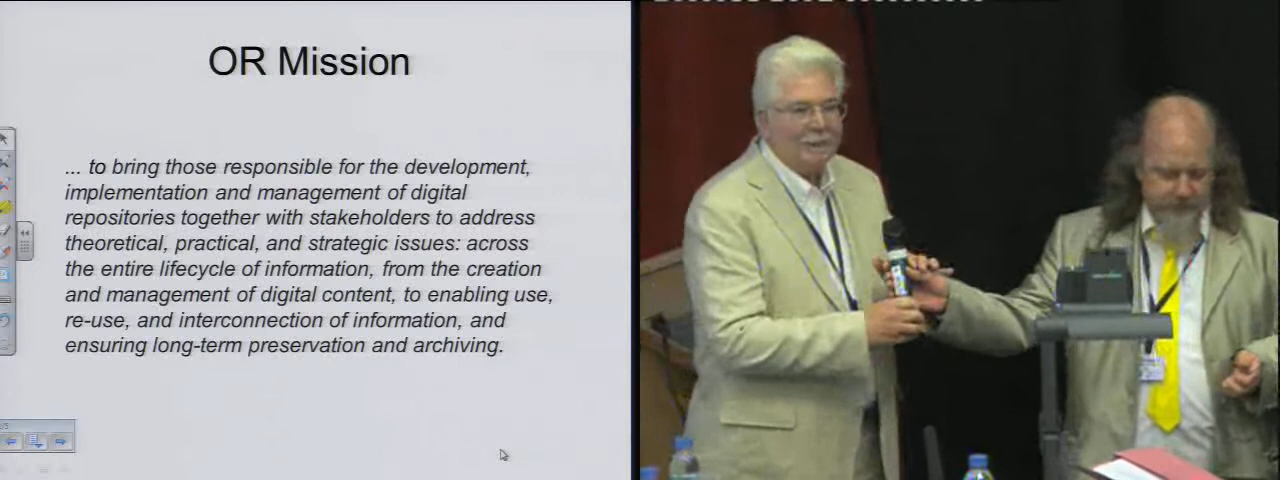 OR Mission
... to bring those responsible for the development,
implementation and management of digital
repositories together with stakeholders to address
theoretical, practical, and strategic issues: across
the entire lifecycle of information, from the creation
and management of digital content, to enabling use,
re-use, and interconnection of information, and
ensuring long-term preservation and archiving.